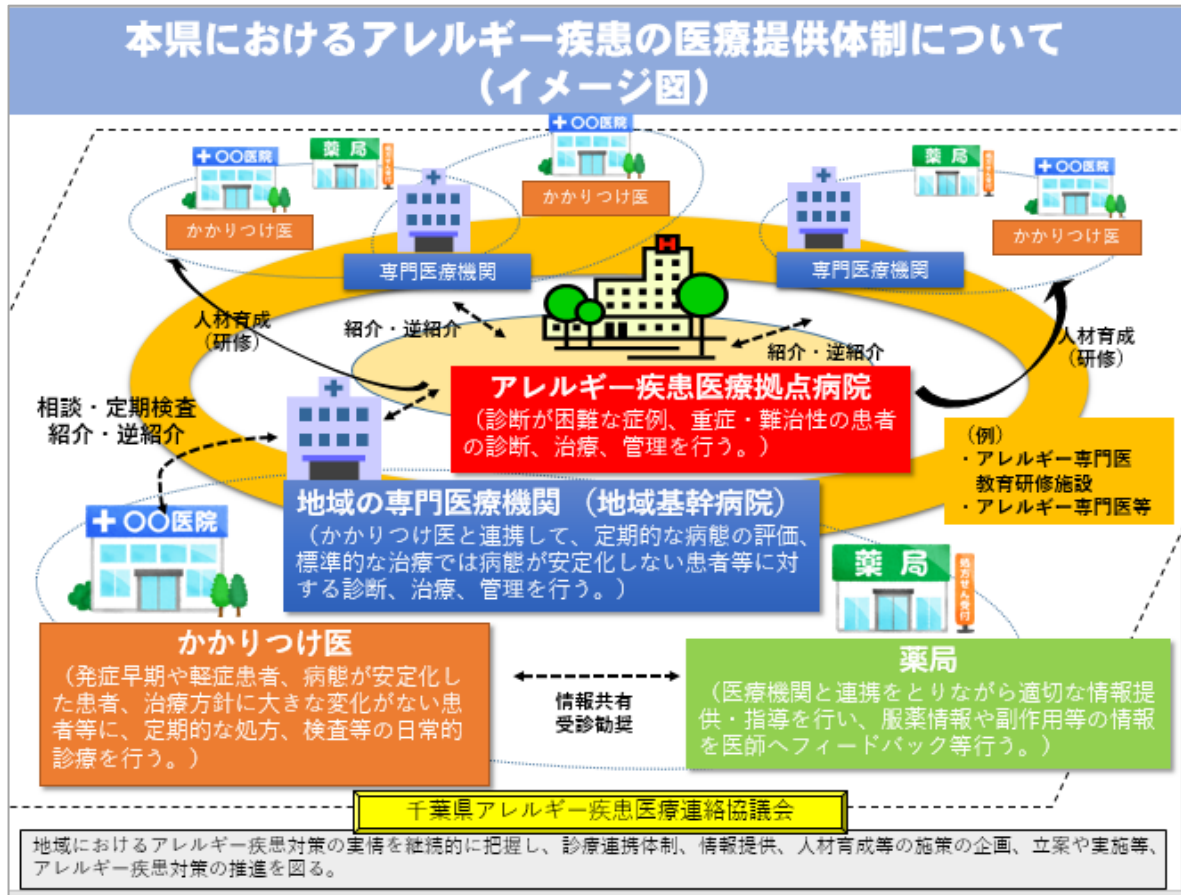 本県におけるアレルギー疾患の医療提供体制について
（イメージ図）
○○医院
薬局
○○医院
かかりつけ医
かかりつけ医
専門医療機関
薬局
○○医院
かかりつけ医
専門医療機関
人材育成
（研修）
紹介・逆紹介
紹介・逆紹介
人材育成
（研修）
H
アレルギー疾患医療拠点病院
（診断が困難な症例、重症・難治性の患者
の診断、治療、管理を行う。）
相談・定期検査
紹介・逆紹介
（例）
・アレルギー専門医
教育研修施設
・アレルギー専門医等
地域の専門医療機関 （地域基幹病院）
（かかりつけ医と連携して、定期的な病態の評価、
標準的な治療では病態が安定化しない患者等に対
する診断、治療、管理を行う。）
○○医院
薬局
処方せん受付
かかりつけ医
（発症早期や軽症患者、病態が安定化し
た患者、治療方針に大きな変化がない患
者等に、定期的な処方、検査等の日常的
診療を行う。）
情報共有
受診勧奨
薬局
（医療機関と連携をとりながら適切な情報提
供・指導を行い、服薬情報や副作用等の情報
を医師へフィードバック等行う。）
千葉県アレルギー疾患医療連絡協議会
地域におけるアレルギー疾患対策の実情を継続的に把握し、診療連携体制、情報提供、人材育成等の施策の企画、立案や実施等、
アレルギー疾患対策の推進を図る。